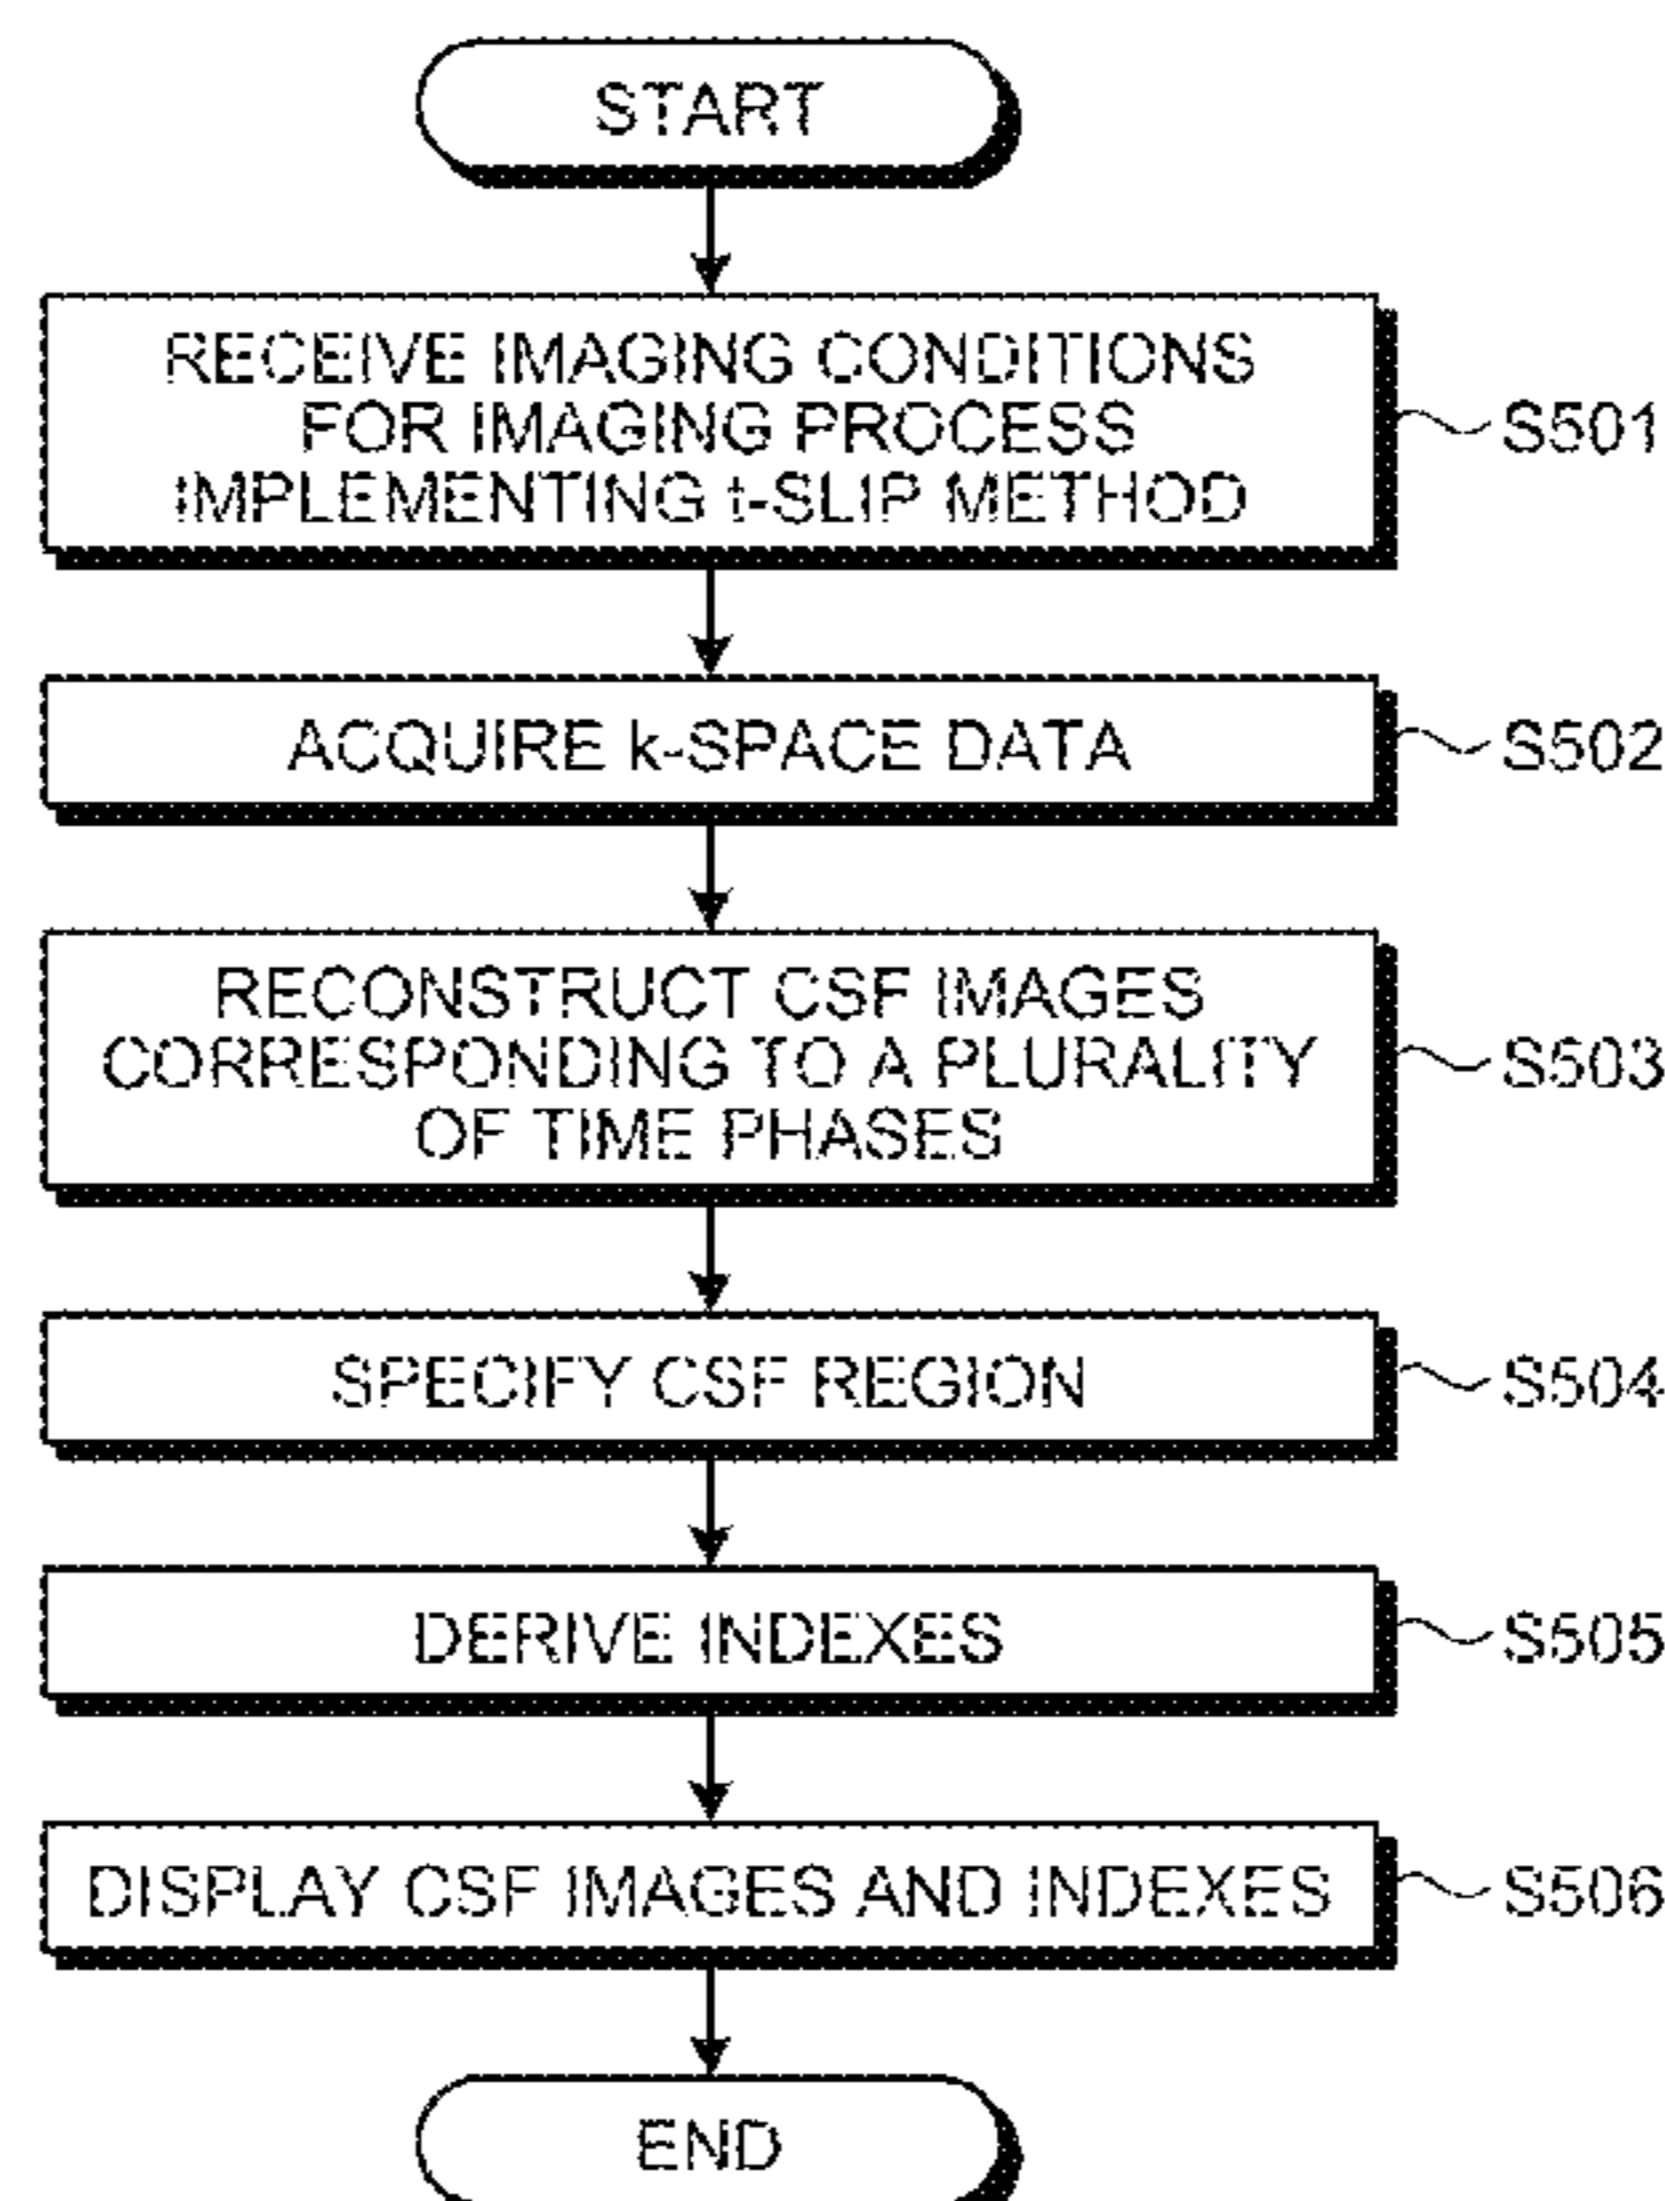 START
RECEIVE IMAGING CONDITIONS
FOR IMAGING PROCESS
IMPLEMENTING t-SLIP METHOD
S501
ACQUIRE k-SPACE DATA
S502
RECONSTRUCT CSF IMAGES
CORRESPONDING TO A PLURALITY
OF TIME PHASES
S503
SPECIFY CSF REGION
S504
DERIVE INDEXES
S505
DISPLAY CSF IMAGES AND INDEXES
S506
END